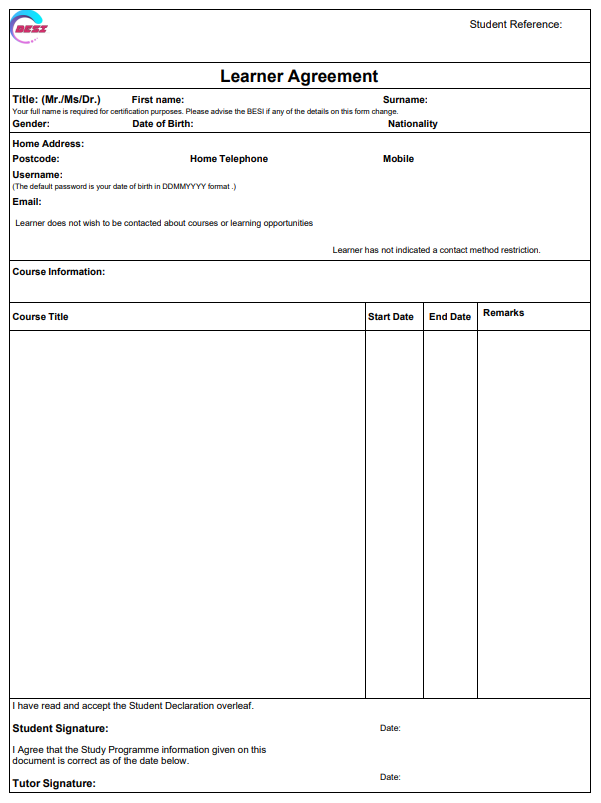 BESI
Student Reference:
Learner Agreement
Title: (Mr./Ms/Dr.) First name: Surname:
Your full name is required for certification purposes. Please advise the BESI if any of the details on this form change.
Gender: Date of Birth: Nationality
Home Address:
Postcode: Home Telephone Mobile
Username:
(The default password is your date of birth in DDMMYYYY format .)
Email:
Learner does not wish to be contacted about courses or learning opportunities
Learner has not indicated a contact method restriction.
Course Information:
Course Title Start Date End Date Remarks
I have read and accept the Student Declaration overleaf.
Student Signature: Date:
I Agree that the Study Programme information given on this
document is correct as of the date below.
Tutor Signature: Date: